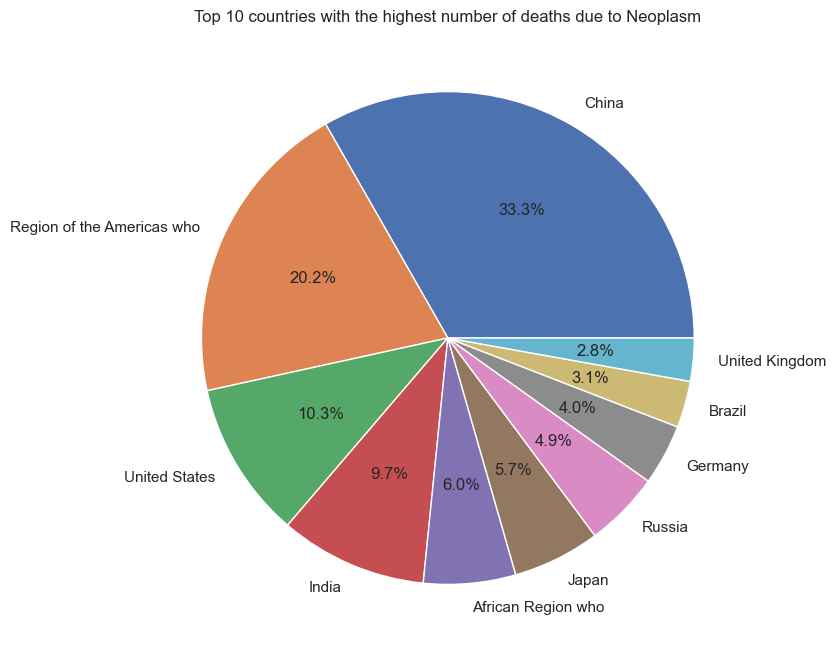 Top 10 countries with the highest number of deaths due to Neoplasm
China
33.3%
Region of the Americas who
20.2%
United States
10.3%
India
9.7%
African Region who
6.0%
Japan
5.7%
Russia
4.9%
Germany
4.0%
Brazil
3.1%
United Kingdom
2.8%